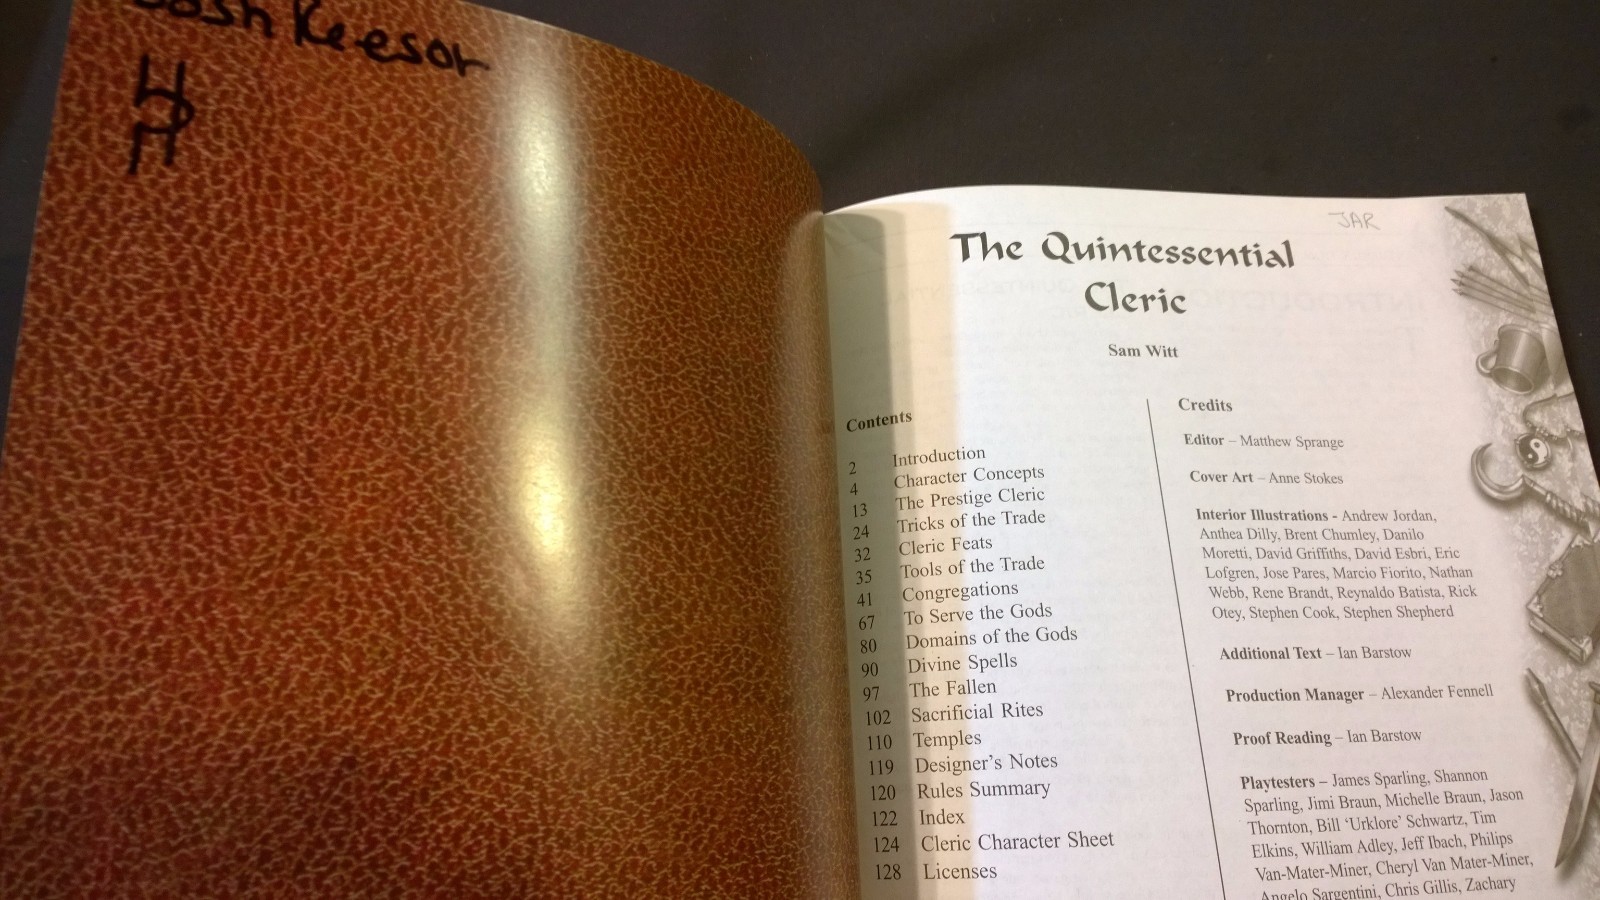 Josh Keesor
JAR
The Quintessential
Cleric
Sam Witt
Contents
2 Introduction
4 Character Concepts
13 The Prestige Cleric
24 Tricks of the Trade
32 Cleric Feats
35 Tools of the Trade
41 Congregations
67 To Serve the Gods
80 Domains of the Gods
90 Divine Spells
97 The Fallen
102 Sacrificial Rites
110 Temples
119 Designer's Notes
120 Rules Summary
122 Index
124 Cleric Character Sheet
128 Licenses
Credits
Editor – Matthew Sprange
Cover Art – Anne Stokes
Interior Illustrations - Andrew Jordan,
Anthea Dilly, Brent Chumley, Danilo
Moretti, David Griffiths, David Esbri, Eric
Lofgren, Jose Pares, Marcio Fiorito, Nathan
Webb, Rene Brandt, Reynaldo Batista, Rick
Otey, Stephen Cook, Stephen Shepherd
Additional Text – Ian Barstow
Production Manager – Alexander Fennell
Proof Reading – Ian Barstow
Playtesters – James Sparling, Shannon
Sparling, Jimi Braun, Michelle Braun, Jason
Thornton, Bill 'Urklore' Schwartz, Tim
Elkins, William Adley, Jeff Ibach, Philips
Van-Mater-Miner, Cheryl Van Mater-Miner,
Angelo Sargentini, Chris Gillis, Zachary